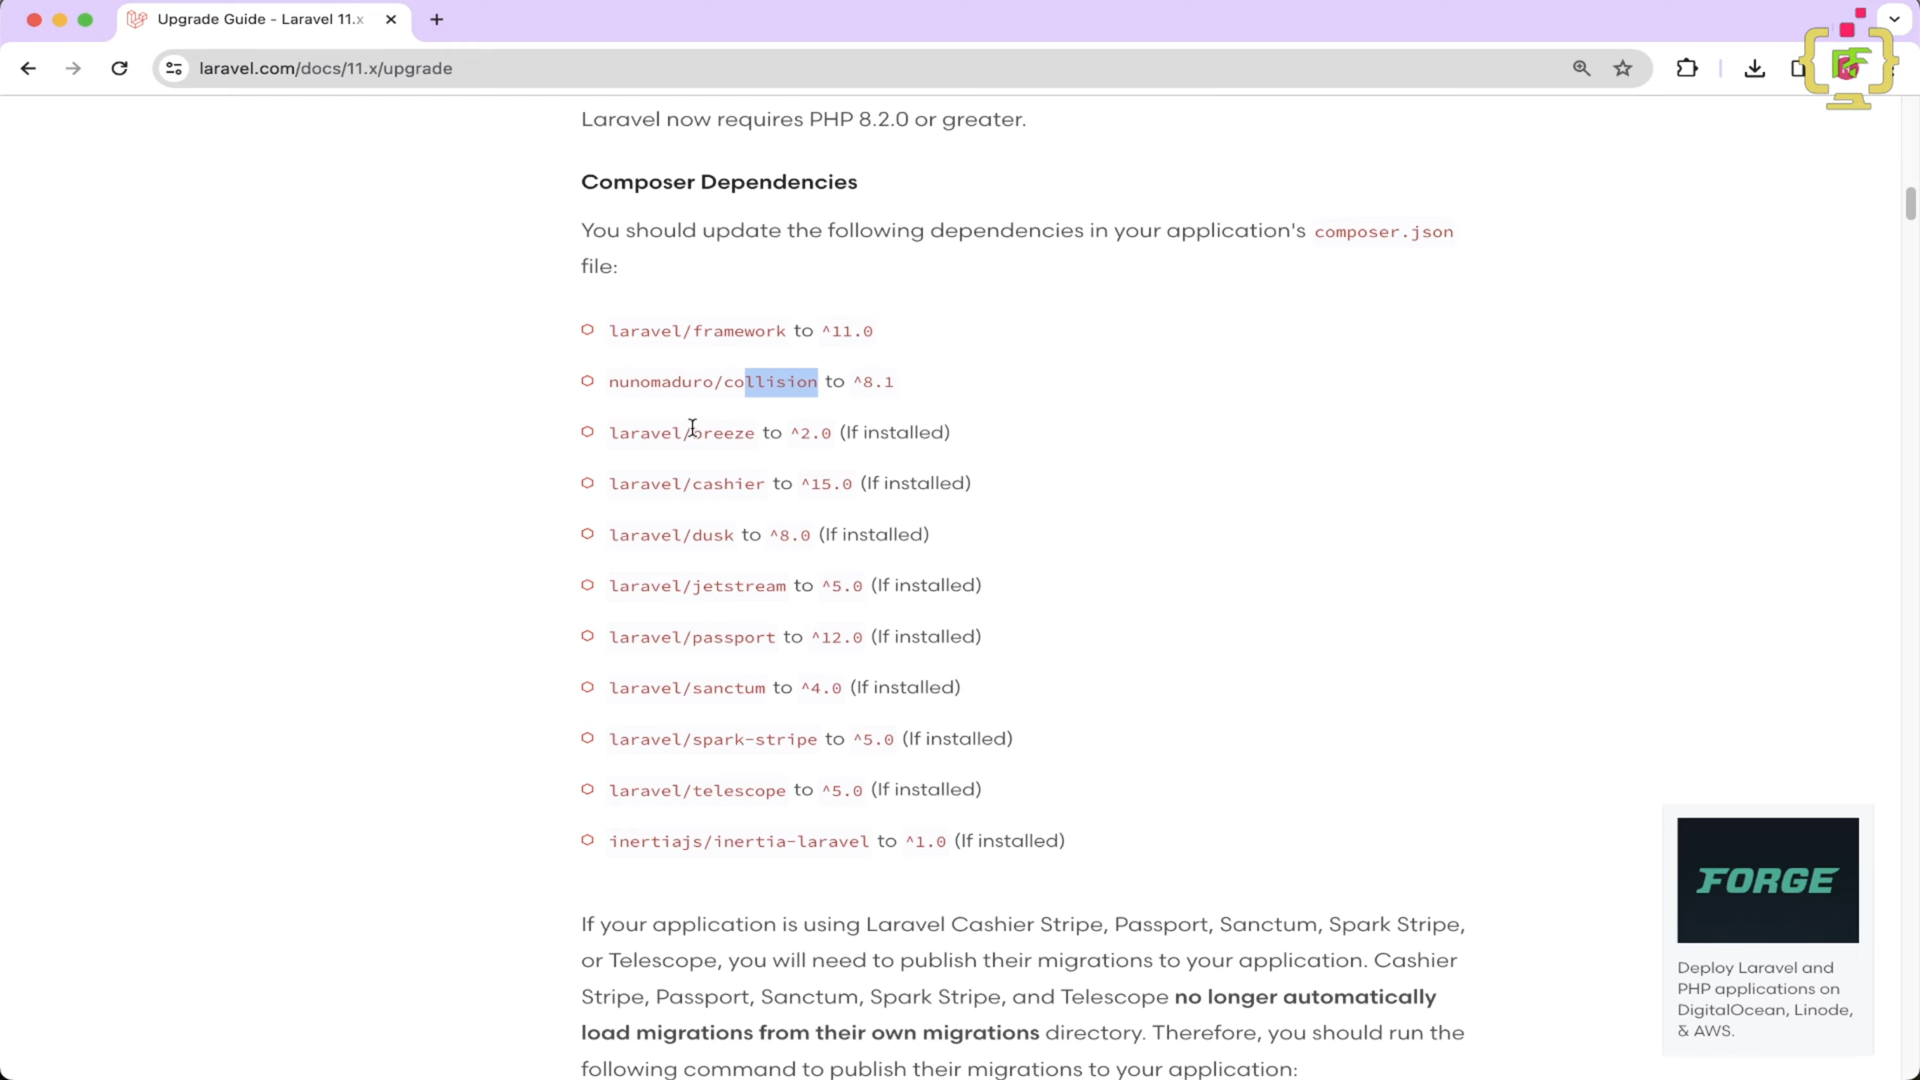 Upgrade Guide - Laravel 11.x
laravel.com/docs/11.x/upgrade
Laravel now requires PHP 8.2.0 or greater.
Composer Dependencies
You should update the following dependencies in your application's composer.json
file:
laravel/framework to ^11.0
nunomaduro/collision to ^8.1
laravel/breeze to ^2.0 (If installed)
laravel/cashier to ^15.0 (If installed)
laravel/dusk to ^8.0 (If installed)
laravel/jetstream to ^5.0 (If installed)
laravel/passport to ^12.0 (If installed)
laravel/sanctum to ^4.0 (If installed)
laravel/spark-stripe to ^5.0 (If installed)
laravel/telescope to ^5.0 (If installed)
inertiajs/inertia-laravel to ^1.0 (If installed)
If your application is using Laravel Cashier Stripe, Passport, Sanctum, Spark Stripe,
or Telescope, you will need to publish their migrations to your application. Cashier
Stripe, Passport, Sanctum, Spark Stripe, and Telescope no longer automatically
load migrations from their own migrations directory. Therefore, you should run the
following command to publish their migrations to your application:
FORGE
Deploy Laravel and
PHP applications on
DigitalOcean, Linode,
& AWS.